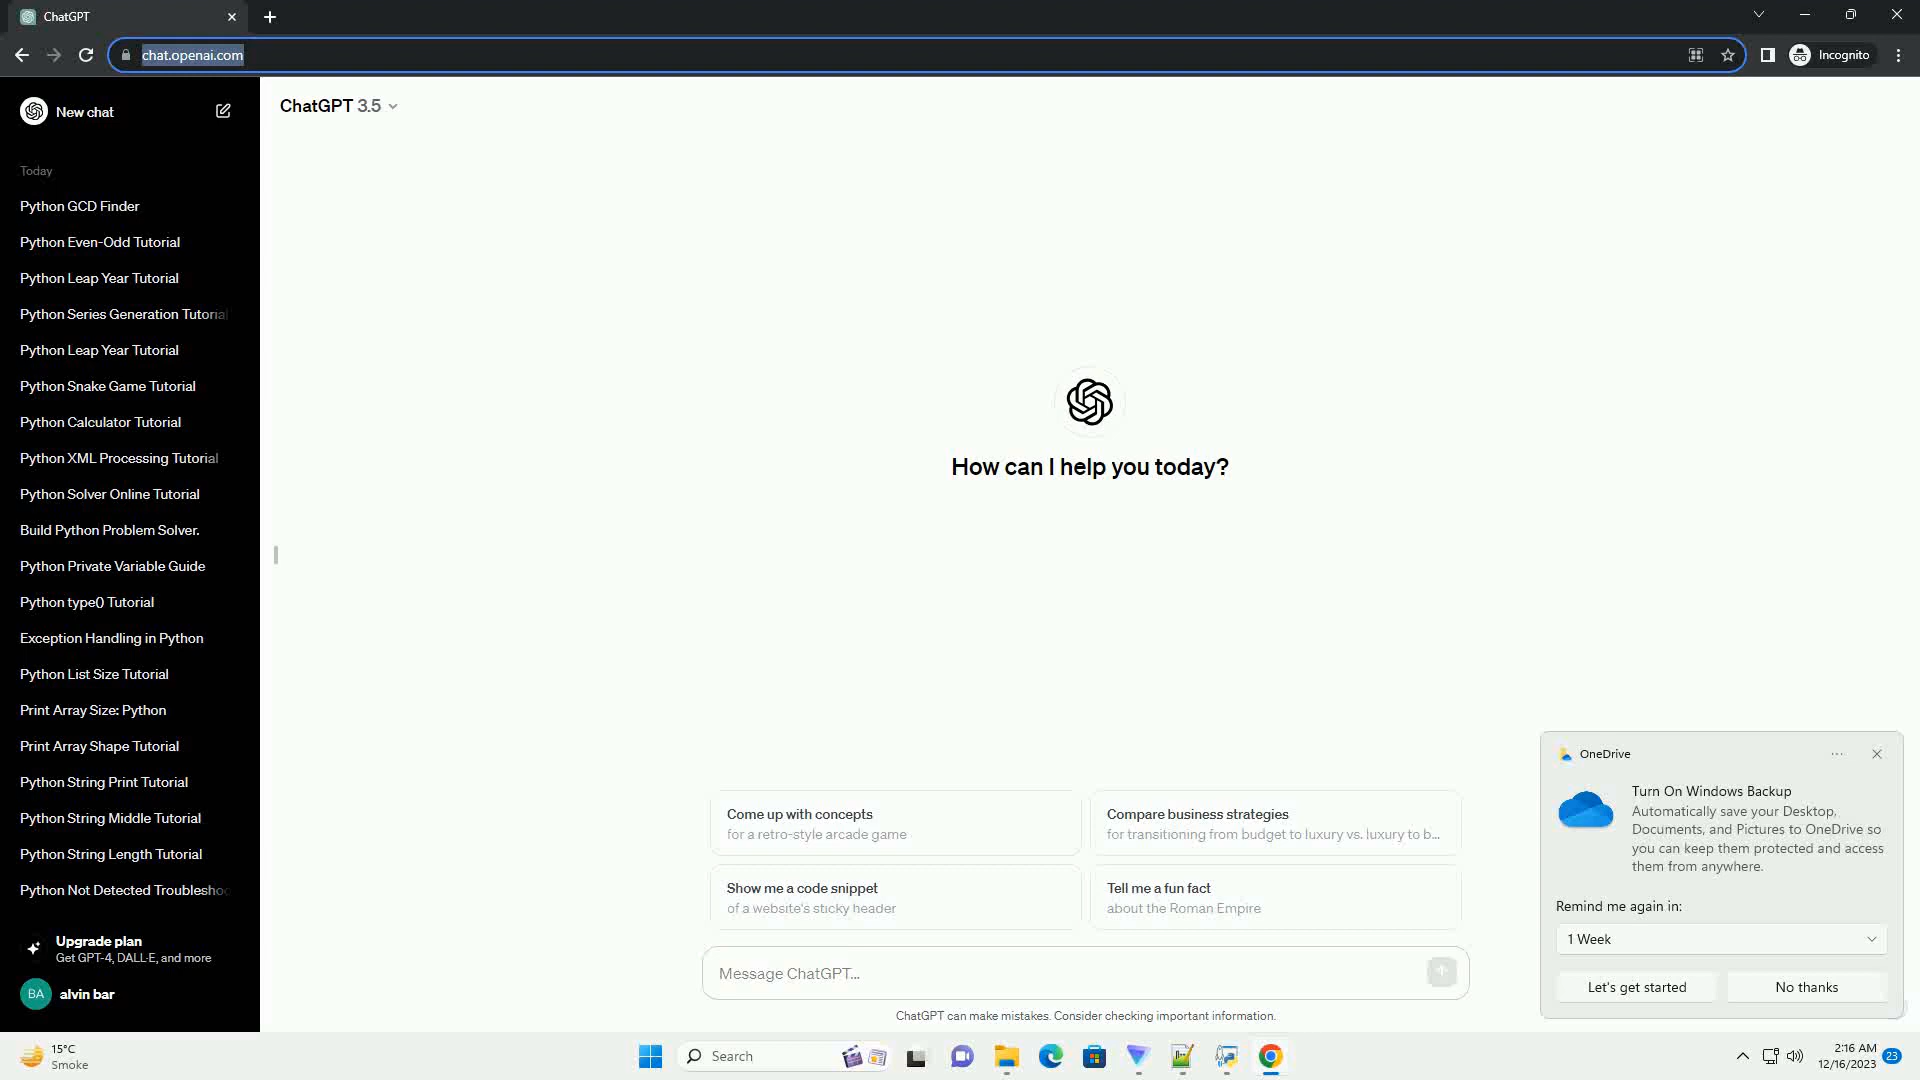 ChatGPT
chat.openai.com
Incognito
New chat
ChatGPT 3.5
Today
Python GCD Finder
Python Even-Odd Tutorial
Python Leap Year Tutorial
Python Series Generation Tutorial
Python Leap Year Tutorial
Python Snake Game Tutorial
Python Calculator Tutorial
Python XML Processing Tutorial
Python Solver Online Tutorial
Build Python Problem Solver.
Python Private Variable Guide
Python type() Tutorial
Exception Handling in Python
Python List Size Tutorial
Print Array Size: Python
Print Array Shape Tutorial
Python String Print Tutorial
Python String Middle Tutorial
Python String Length Tutorial
Python Not Detected Troubleshoo
Upgrade plan
Get GPT-4, DALL·E, and more
BA
alvin bar
How can I help you today?
Come up with concepts
for a retro-style arcade game
Compare business strategies
for transitioning from budget to luxury vs. luxury to b...
Show me a code snippet
of a website's sticky header
Tell me a fun fact
about the Roman Empire
Message ChatGPT...
ChatGPT can make mistakes. Consider checking important information.
OneDrive
Turn On Windows Backup
Automatically save your Desktop,
Documents, and Pictures to OneDrive so
you can keep them protected and access
them from anywhere.
Remind me again in:
1 Week
Let's get started
No thanks
15°C
Smoke
Search
2:16 AM
12/16/2023
23